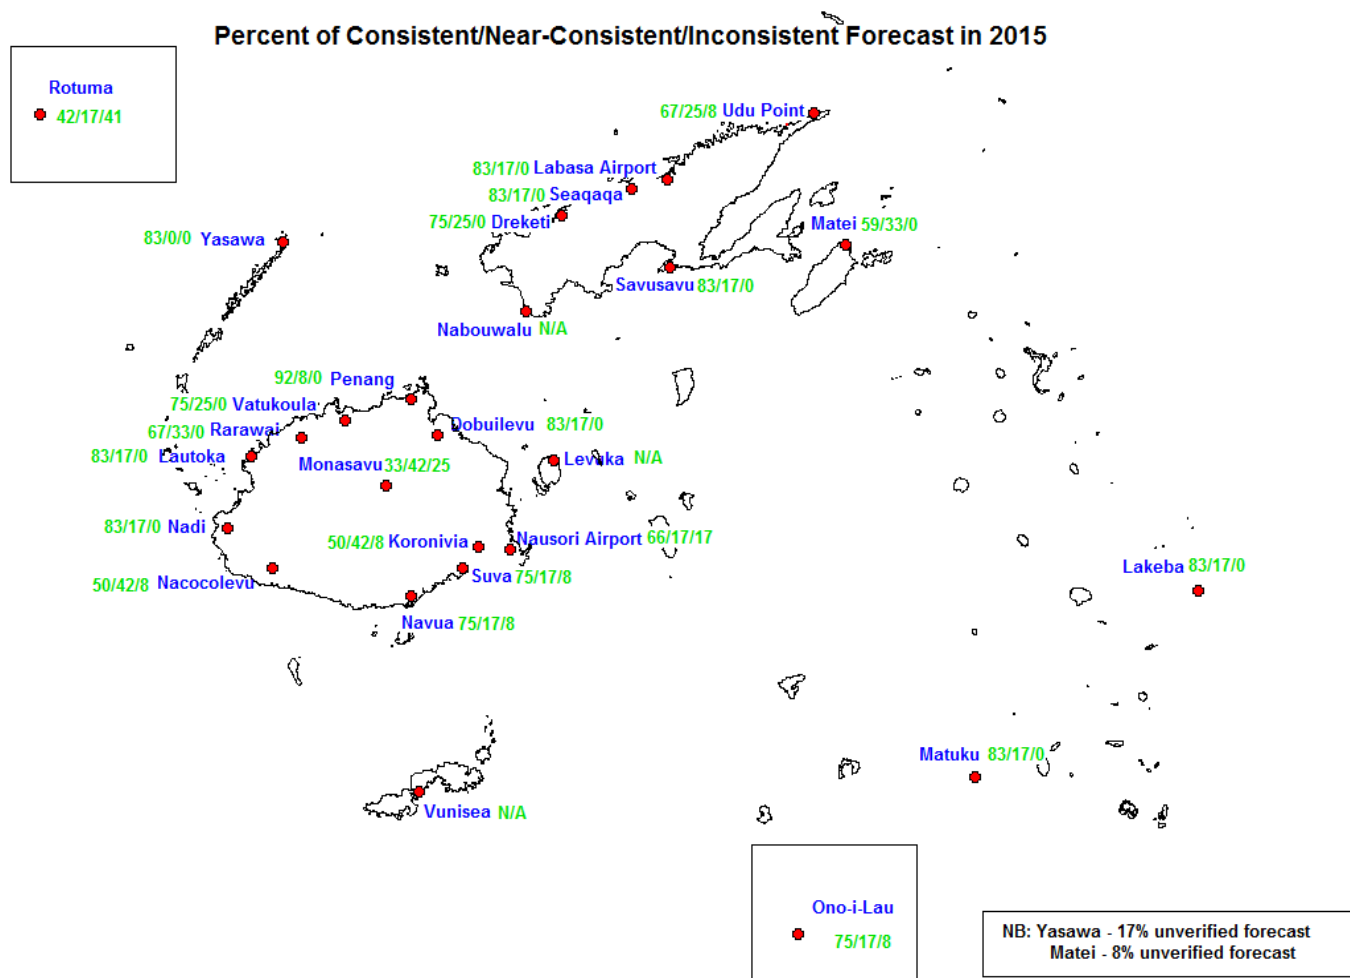 Percent of Consistent/Near-Consistent/Inconsistent Forecast in 2015
Rotuma
42/17/41
67/25/8 Udu Point
83/17/0 Labasa Airport
83/17/0 Seaqaqa
75/25/0 Dreketi
Matei 59/33/0
83/0/0 Yasawa
Savusavu 83/17/0
Nabouwalu N/A
92/8/0 Penang
75/25/0 Vatukoula
67/33/0 Rarawai
Dobuilevu 83/17/0
83/17/0 Lautoka
Monasavu 33/42/25
Levuka N/A
83/17/0 Nadi
50/42/8 Koronivia
Nausori Airport 66/17/17
50/42/8 Nacocolevu
Suva 75/17/8
Lakeba 83/17/0
Navua 75/17/8
Matuku 83/17/0
Vunisea N/A
Ono-i-Lau
75/17/8
NB: Yasawa - 17% unverified forecast
Matei - 8% unverified forecast